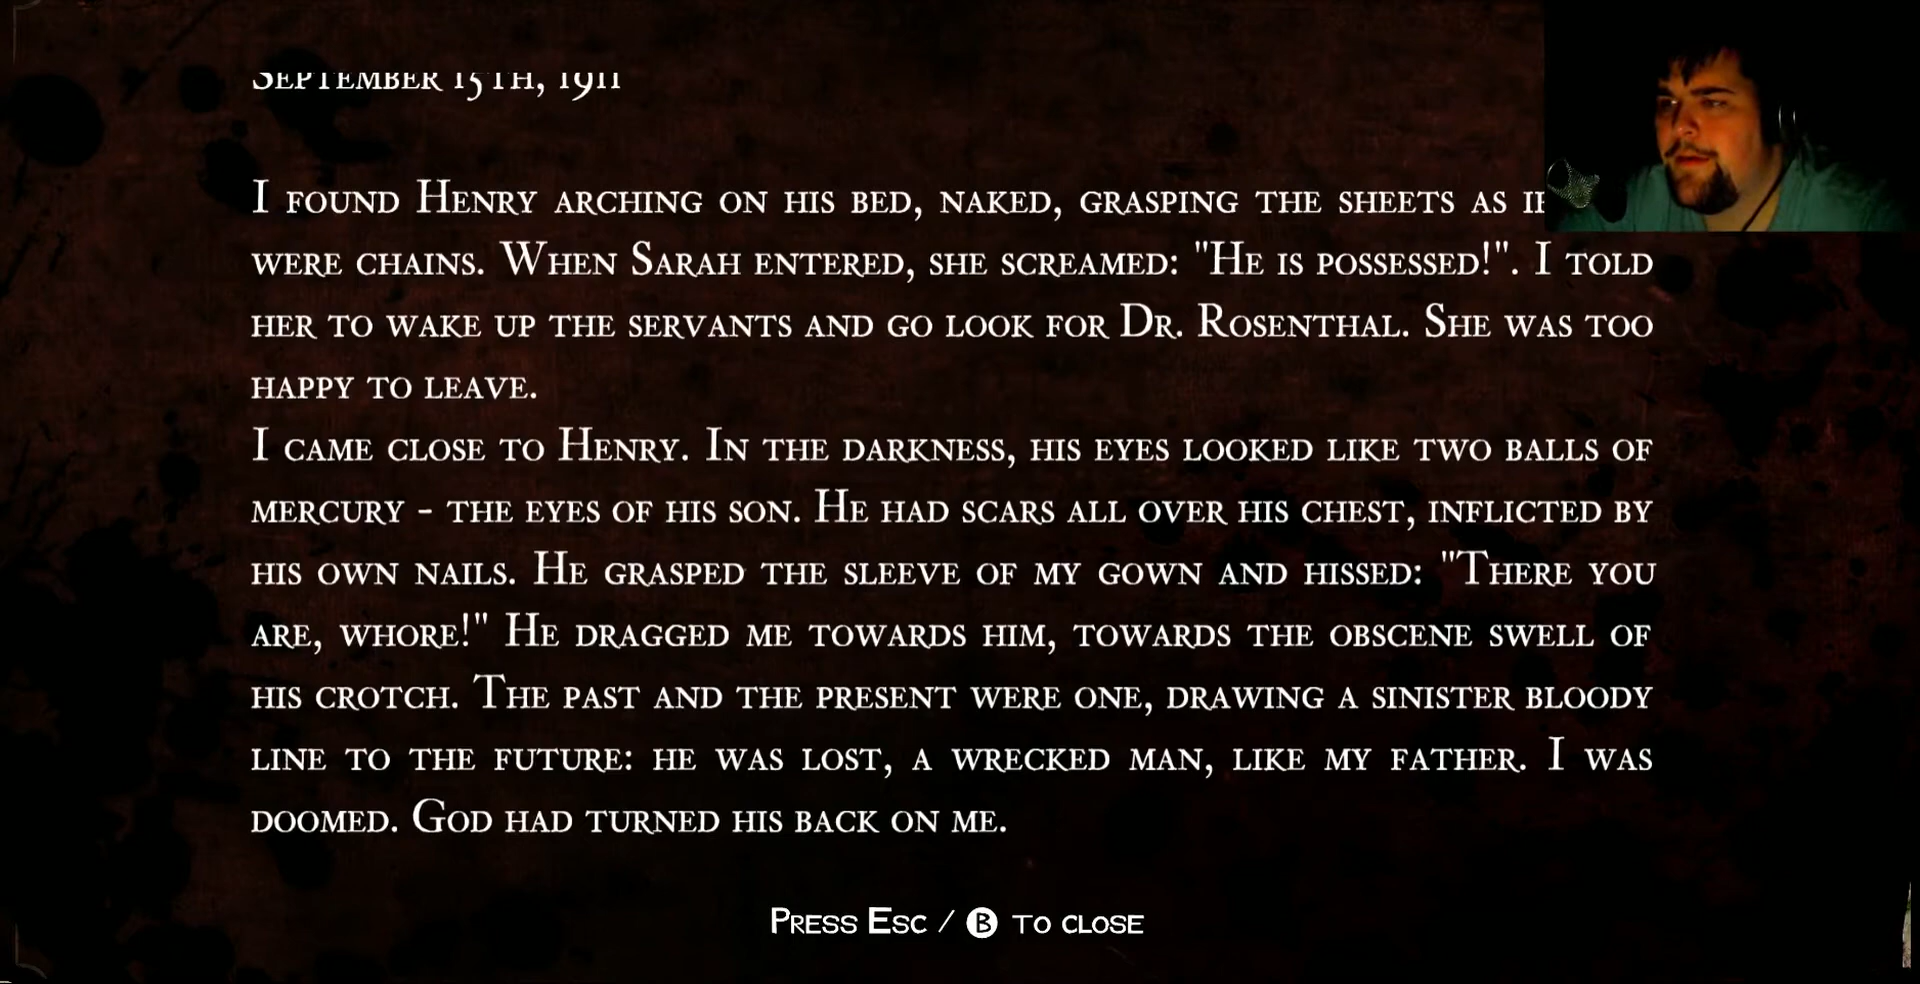 September 15th, 1911
I found Henry arching on his bed, naked, grasping the sheets as
were chains. When Sarah entered, she screamed: "He is possessed!". I told
her to wake up the servants and go look for Dr. Rosenthal. She was too
happy to leave.
I came close to Henry. In the darkness, his eyes looked like two balls of
mercury - the eyes of his son. He had scars all over his chest, inflicted by
his own nails. He grasped the sleeve of my gown and hissed: "There you
are, whore!" He dragged me towards him, towards the obscene swell of
his crotch. The past and the present were one, drawing a sinister bloody
line to the future: he was lost, a wrecked man, like my father. I was
doomed. God had turned his back on me.
Press Esc / B to close